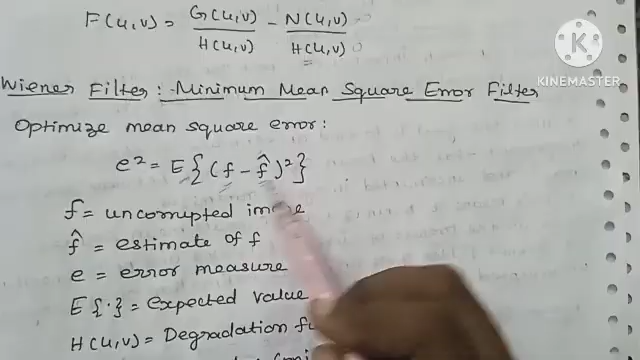 F(u,v) = G(u,v)/H(u,v) - N(u,v)/H(u,v)
KINEMASTER
Wiener Filter: Minimum Mean Square Error Filter
Optimize mean square error:
e² = E{(f - f̂)²}
f = uncorrupted image
f̂ = estimate of f
e = error measure
E{·} = expected value
H(u,v) = Degradation